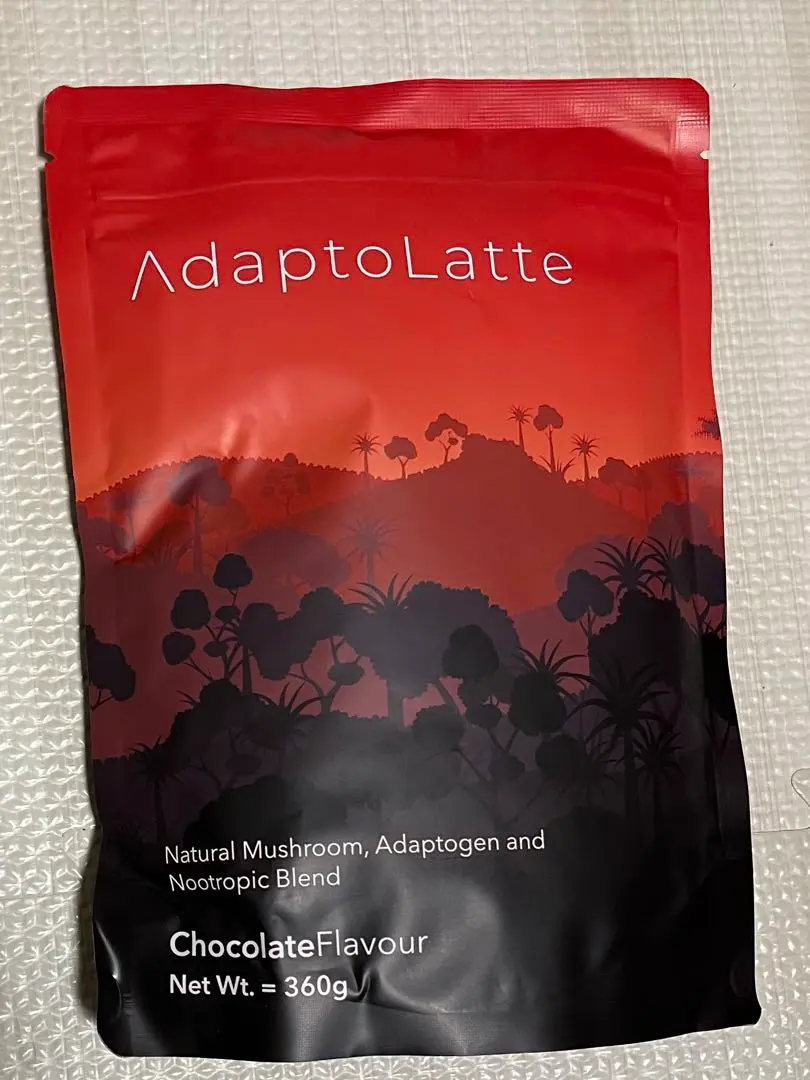 AdaptoLatte
Natural Mushroom, Adaptogen and
Nootropic Blend
ChocolateFlavour
Net Wt. = 360g